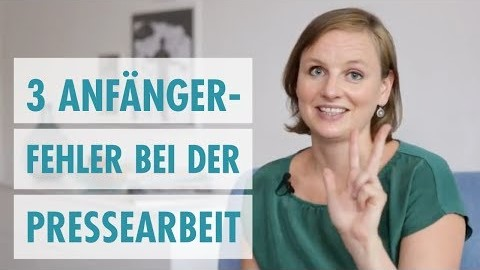 3 ANFÄNGER-
FEHLER BEI DER
PRESSEARBEIT